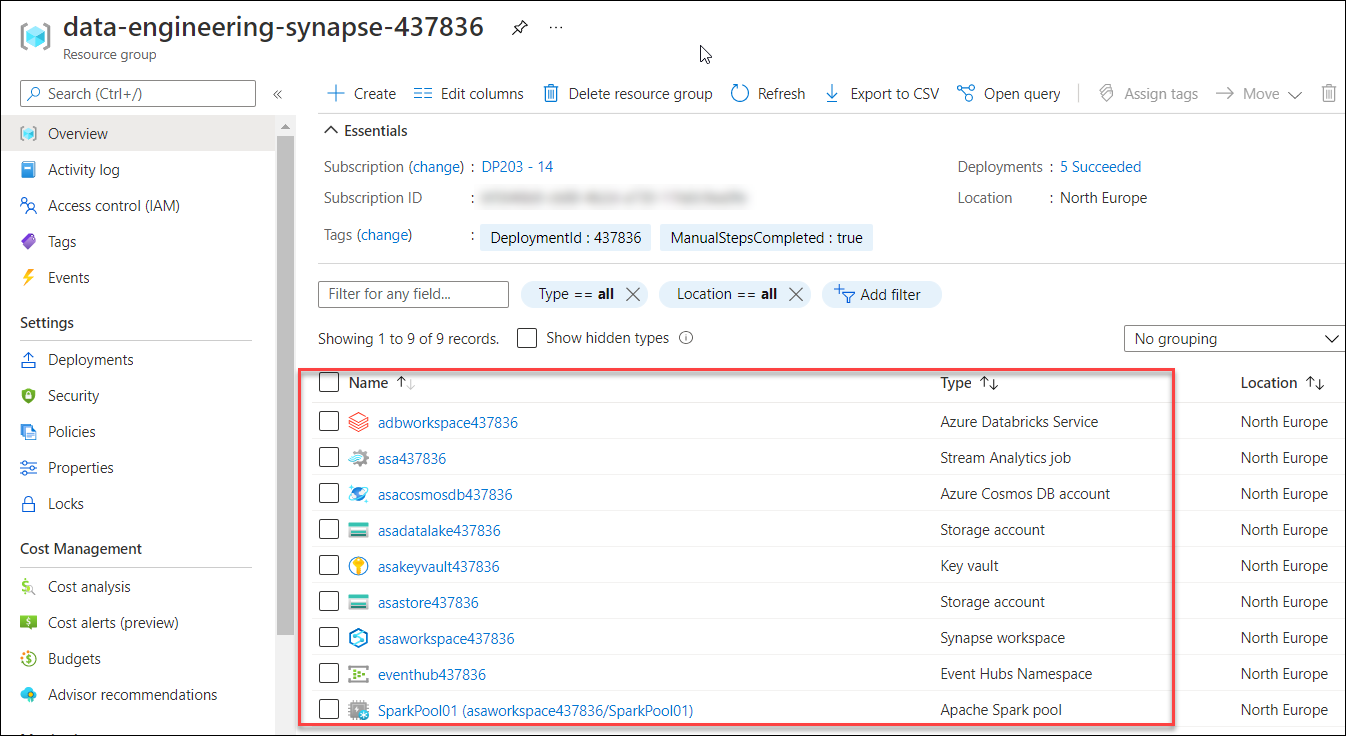 data-engineering-synapse-437836
Resource group
Search (Ctrl+/)
Overview
Activity log
Access control (IAM)
Tags
Events
Settings
Deployments
Security
Policies
Properties
Locks
Cost Management
Cost analysis
Cost alerts (preview)
Budgets
Advisor recommendations
Create Edit columns Delete resource group Refresh Export to CSV Open query Assign tags Move
Essentials
Subscription (change) : DP203 - 14 Deployments : 5 Succeeded
Subscription ID : Location : North Europe
Tags (change) : DeploymentId : 437836 ManualStepsCompleted : true
Filter for any field... Type == all Location == all Add filter
Showing 1 to 9 of 9 records. Show hidden types No grouping
Name Type Location
adbworkspace437836 Azure Databricks Service North Europe
asa437836 Stream Analytics job North Europe
asacosmosdb437836 Azure Cosmos DB account North Europe
asadatalake437836 Storage account North Europe
asakeyvault437836 Key vault North Europe
asastore437836 Storage account North Europe
asaworkspace437836 Synapse workspace North Europe
eventhub437836 Event Hubs Namespace North Europe
SparkPool01 (asaworkspace437836/SparkPool01) Apache Spark pool North Europe